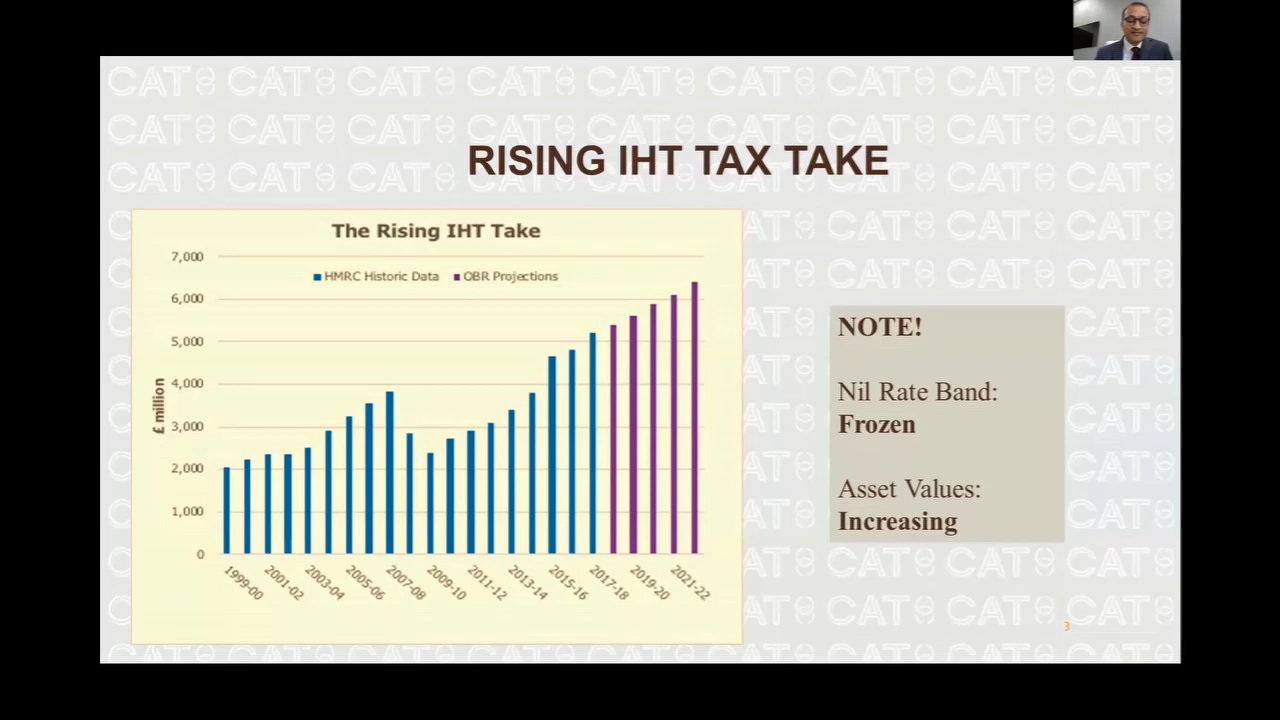 RISING IHT TAX TAKE
The Rising IHT Take
HMRC Historic Data OBR Projections
£ million
7,000
6,000
5,000
4,000
3,000
2,000
1,000
0
1999-00
2001-02
2003-04
2005-06
2007-08
2009-10
2011-12
2013-14
2015-16
2017-18
2019-20
2021-22
NOTE!
Nil Rate Band:
Frozen
Asset Values:
Increasing
3